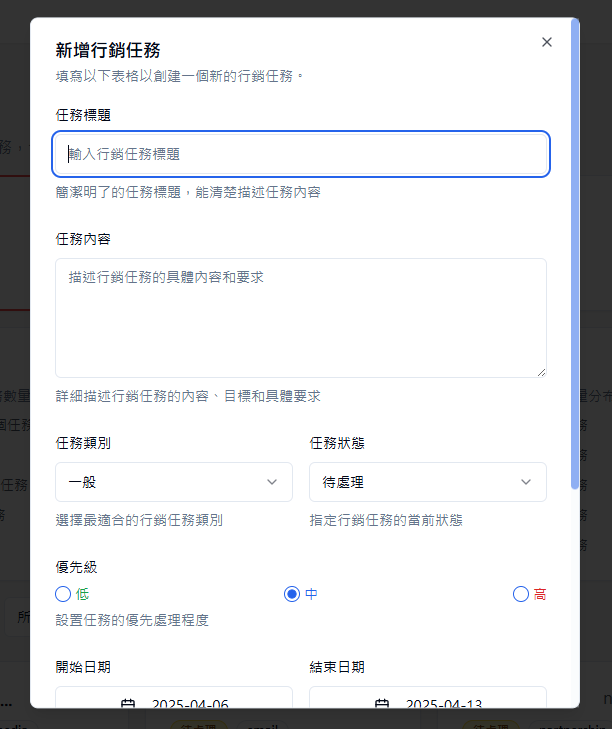 新增行銷任務
填寫以下表格以創建一個新的行銷任務。
任務標題
輸入行銷任務標題
簡潔明了的任務標題，能清楚描述任務內容
任務內容
描述行銷任務的具體內容和要求
詳細描述行銷任務的內容、目標和具體要求
任務類別 任務狀態
一般 待處理
選擇最適合的行銷任務類別 指定行銷任務的當前狀態
優先級
低 中 高
設置任務的優先處理程度
開始日期 結束日期
2025-04-06 2025-04-13